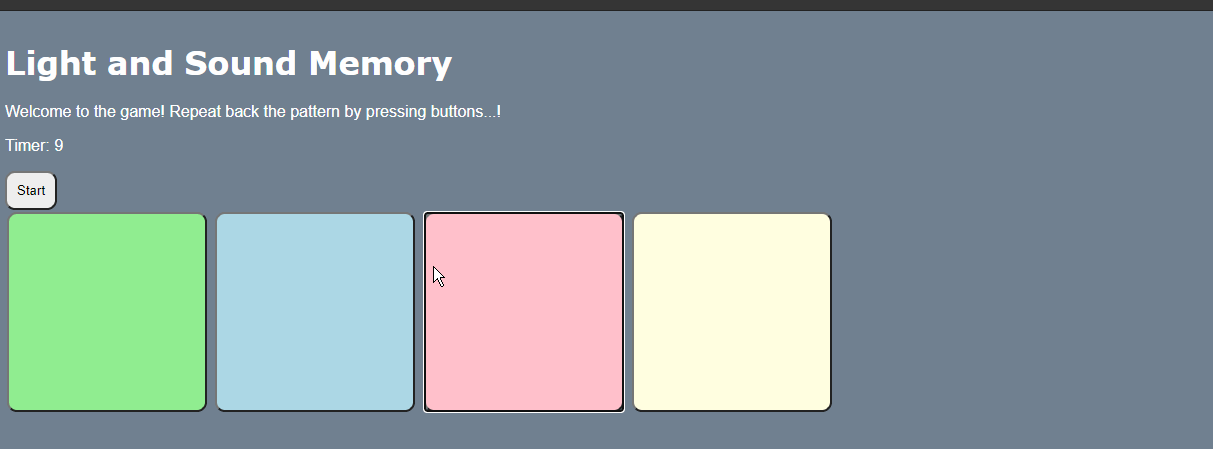 Light and Sound Memory
Welcome to the game! Repeat back the pattern by pressing buttons...!
Timer: 9
Start